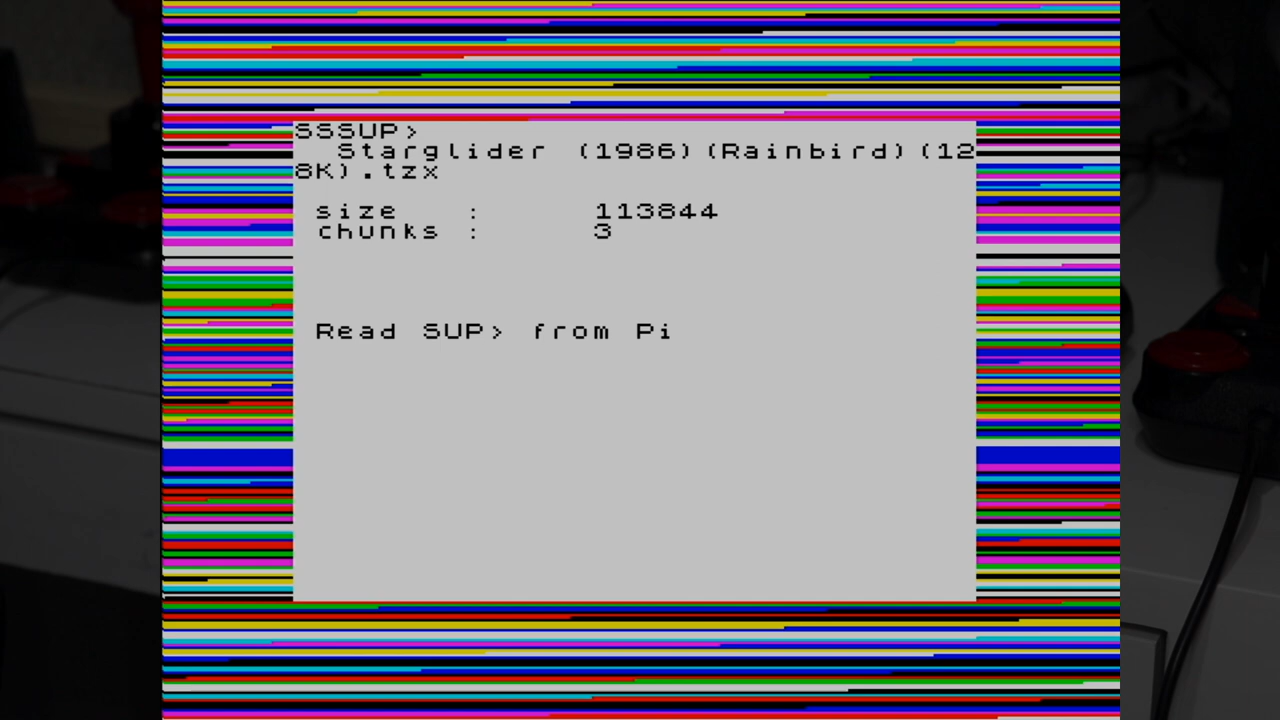 SSSUP>
Starglider (1986)(Rainbird)(12
8K).tzx
size : 113844
chunks : 3
Read SUP> from Pi